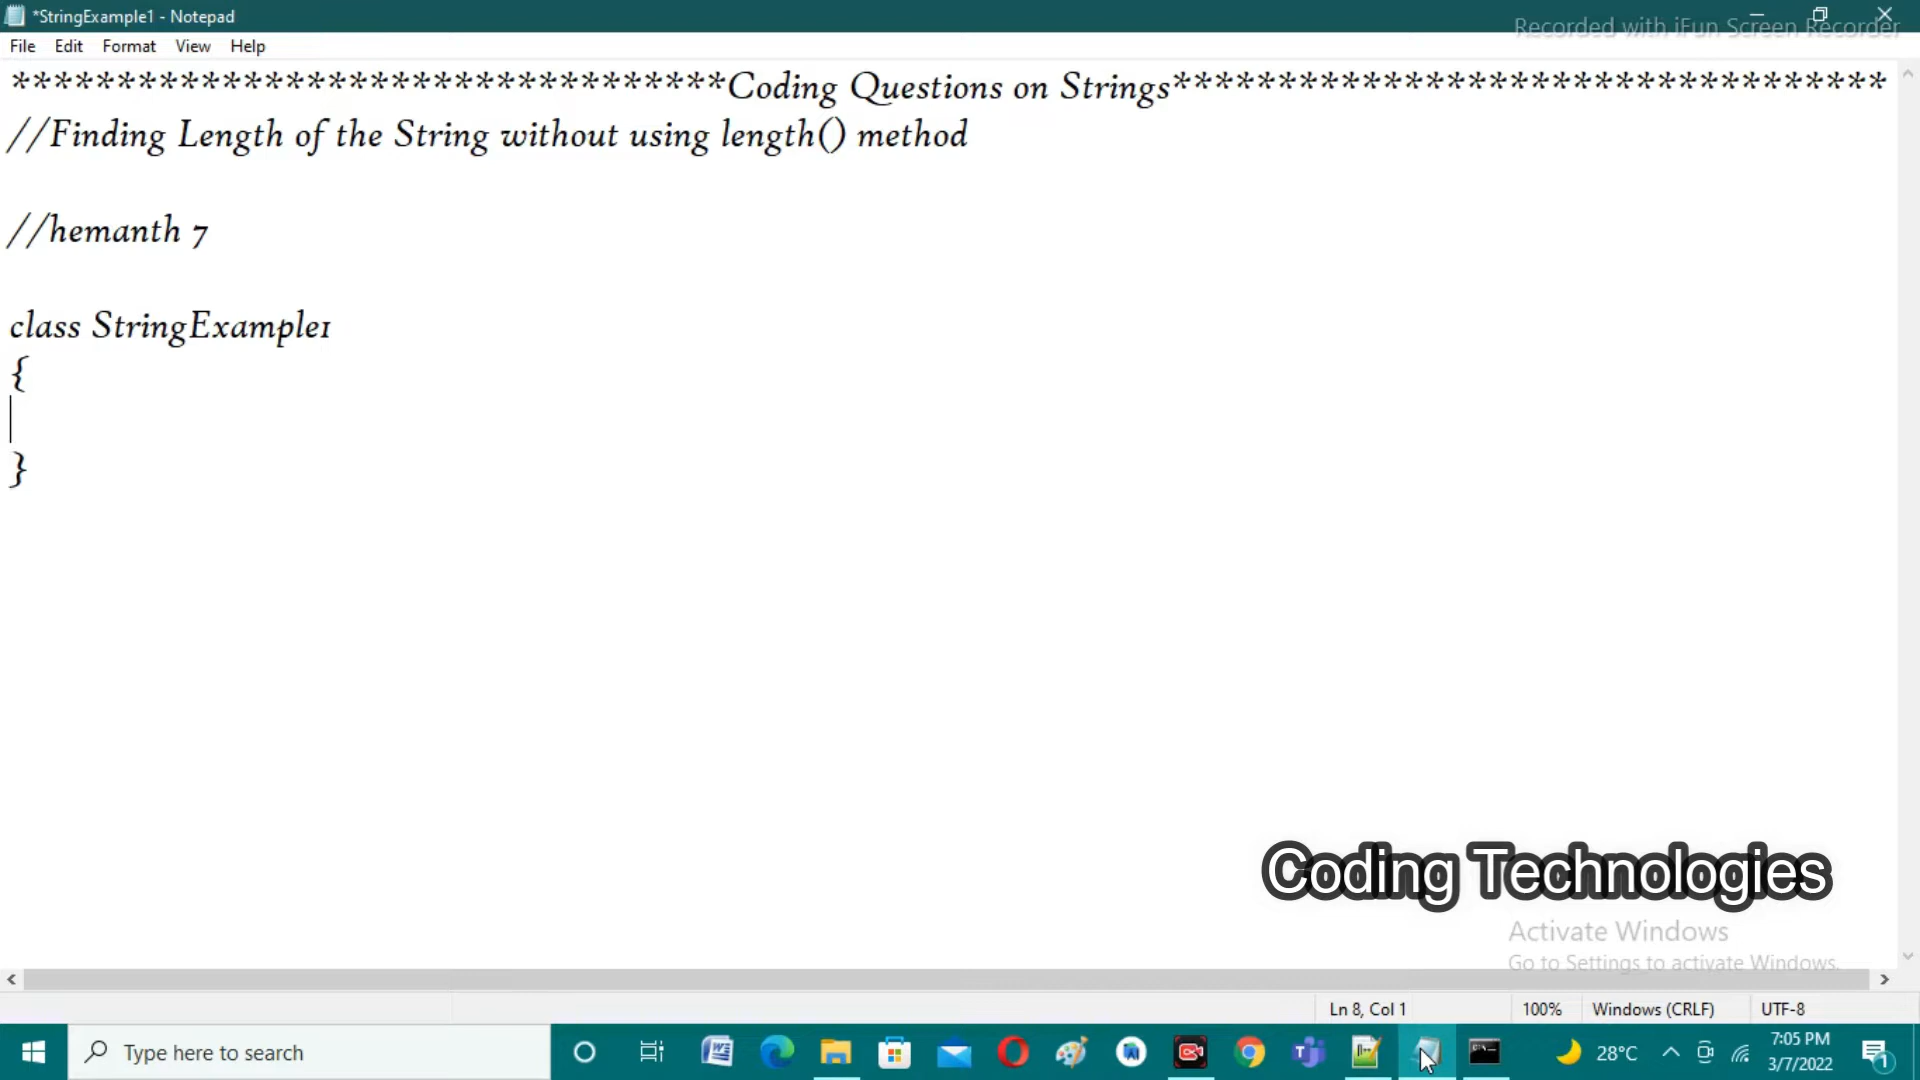 *StringExample1 - Notepad
Recorded with iFun Screen Recorder
File Edit Format View Help
**********************************Coding Questions on Strings**********************************
//Finding Length of the String without using length() method
//hemanth 7
class StringExample1
{
}
Coding Technologies
Activate Windows
Go to Settings to activate Windows.
Ln 8, Col 1 100% Windows (CRLF) UTF-8
Type here to search
28°C
7:05 PM
3/7/2022
1